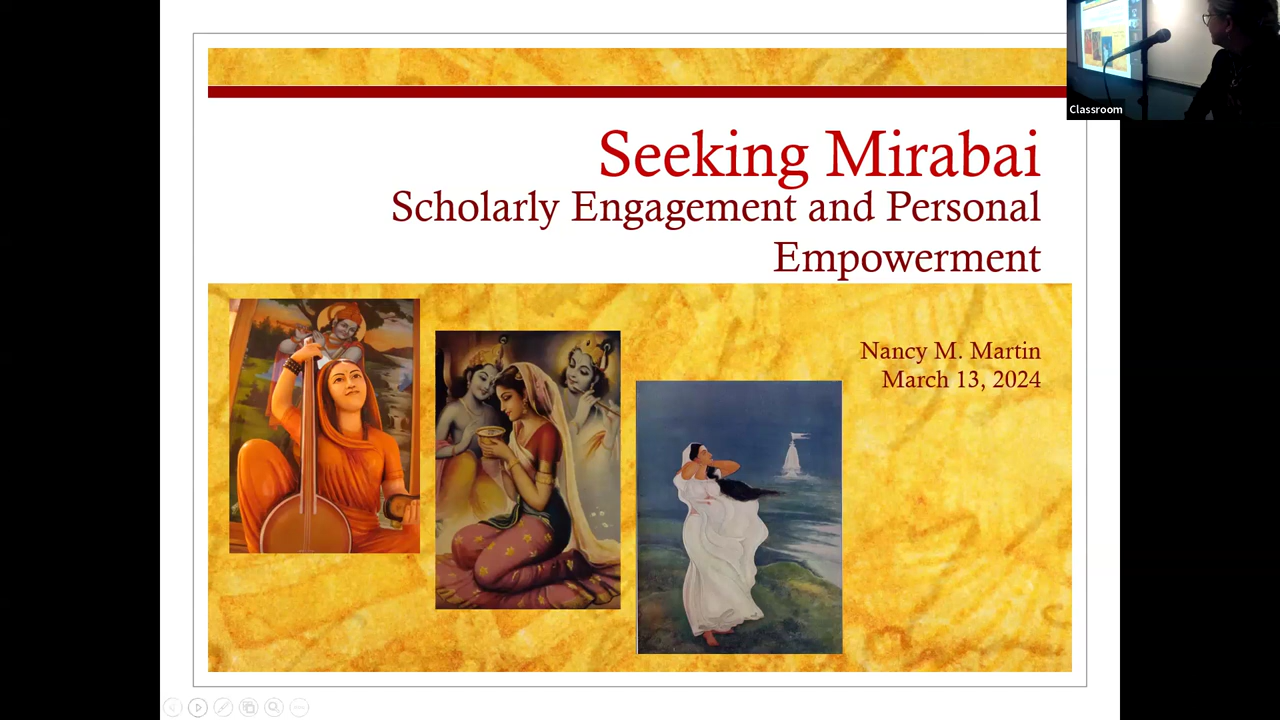 Classroom
Seeking Mirabai
Scholarly Engagement and Personal
Empowerment
Nancy M. Martin
March 13, 2024